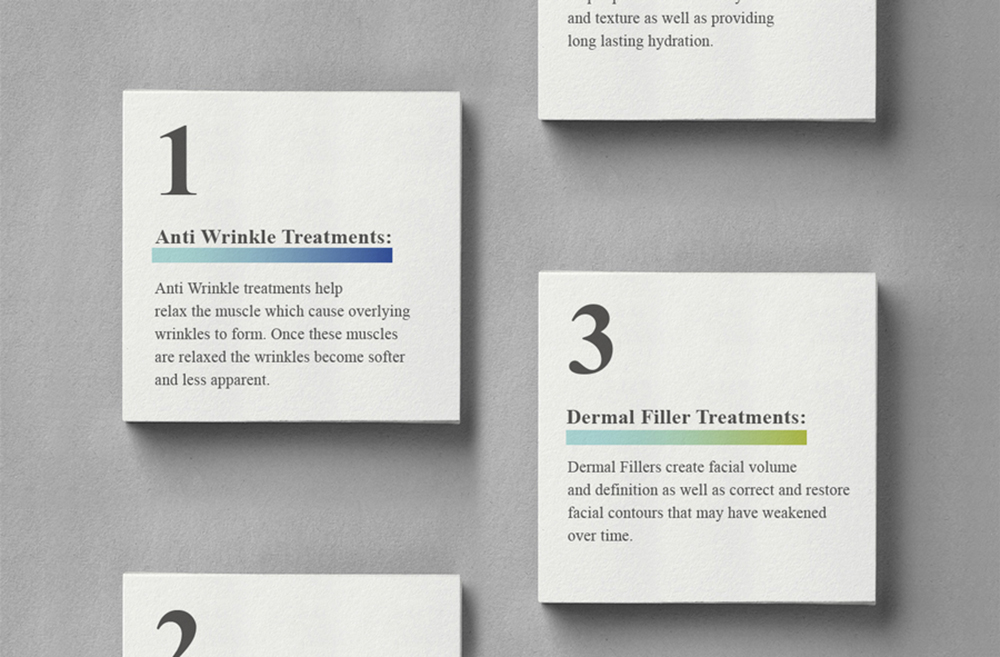 and texture as well as providing
long lasting hydration.
1
Anti Wrinkle Treatments:
Anti Wrinkle treatments help
relax the muscle which cause overlying
wrinkles to form. Once these muscles
are relaxed the wrinkles become softer
and less apparent.
3
Dermal Filler Treatments:
Dermal Fillers create facial volume
and definition as well as correct and restore
facial contours that may have weakened
over time.
2